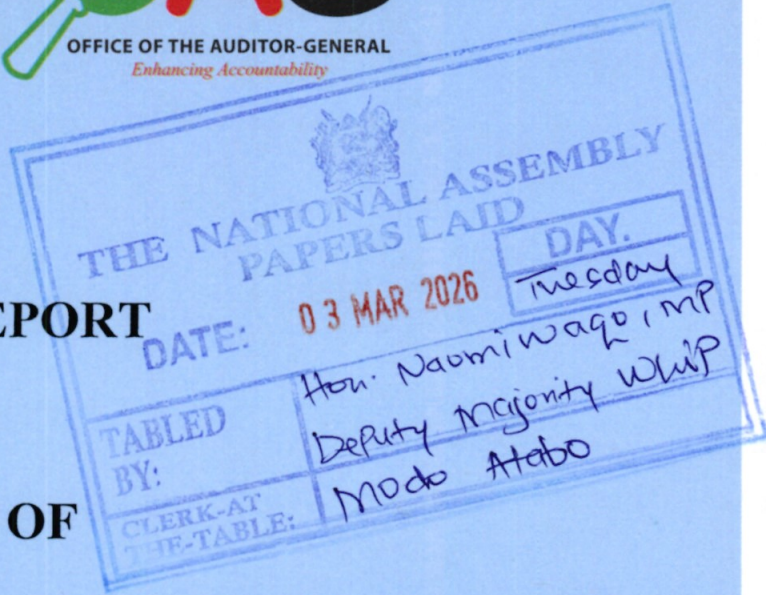 OFFICE OF THE AUDITOR-GENERAL
Enhancing Accountability
THE NATIONAL ASSEMBLY
PAPERS LAID
DAY.
Tuesday
DATE: 03 MAR 2026
TABLED BY:
Hon. Naomi Waqo, MP
Deputy Majority Whip
CLERK-AT THE-TABLE:
Modo Atabo
OF